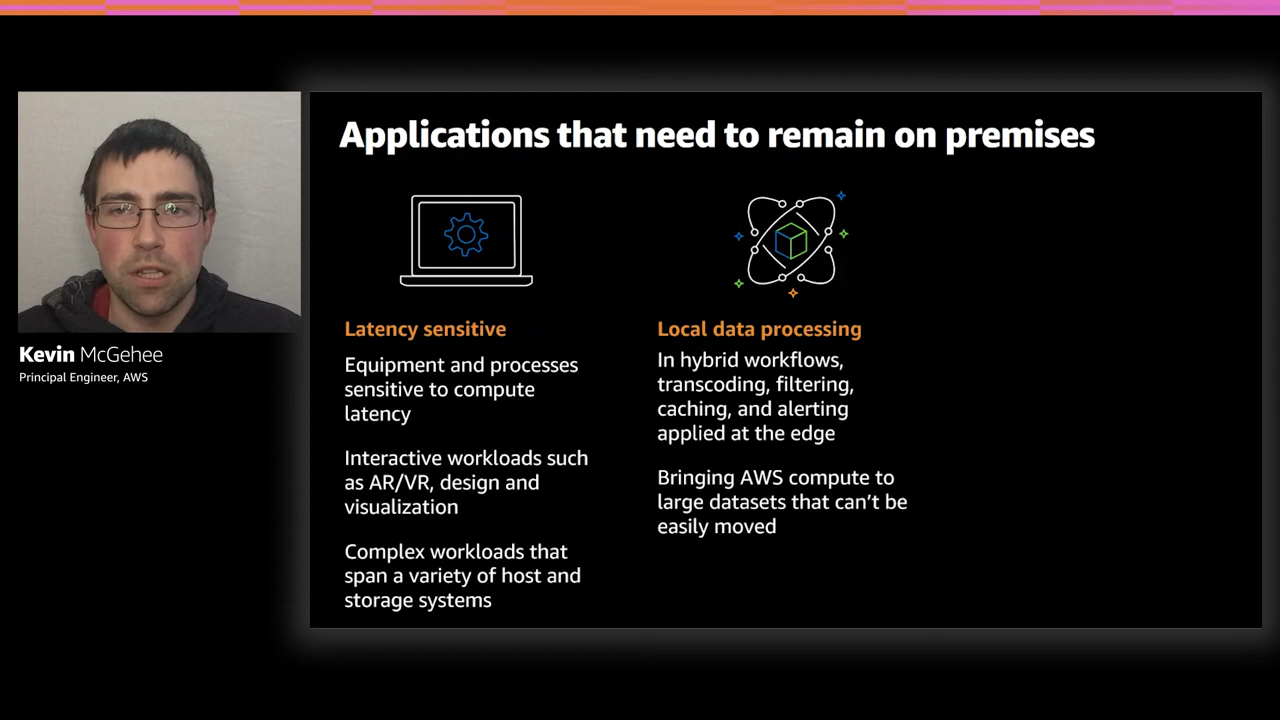 Applications that need to remain on premises
Kevin McGehee
Principal Engineer, AWS
Latency sensitive
Equipment and processes
sensitive to compute
latency
Interactive workloads such
as AR/VR, design and
visualization
Complex workloads that
span a variety of host and
storage systems
Local data processing
In hybrid workflows,
transcoding, filtering,
caching, and alerting
applied at the edge
Bringing AWS compute to
large datasets that can’t be
easily moved